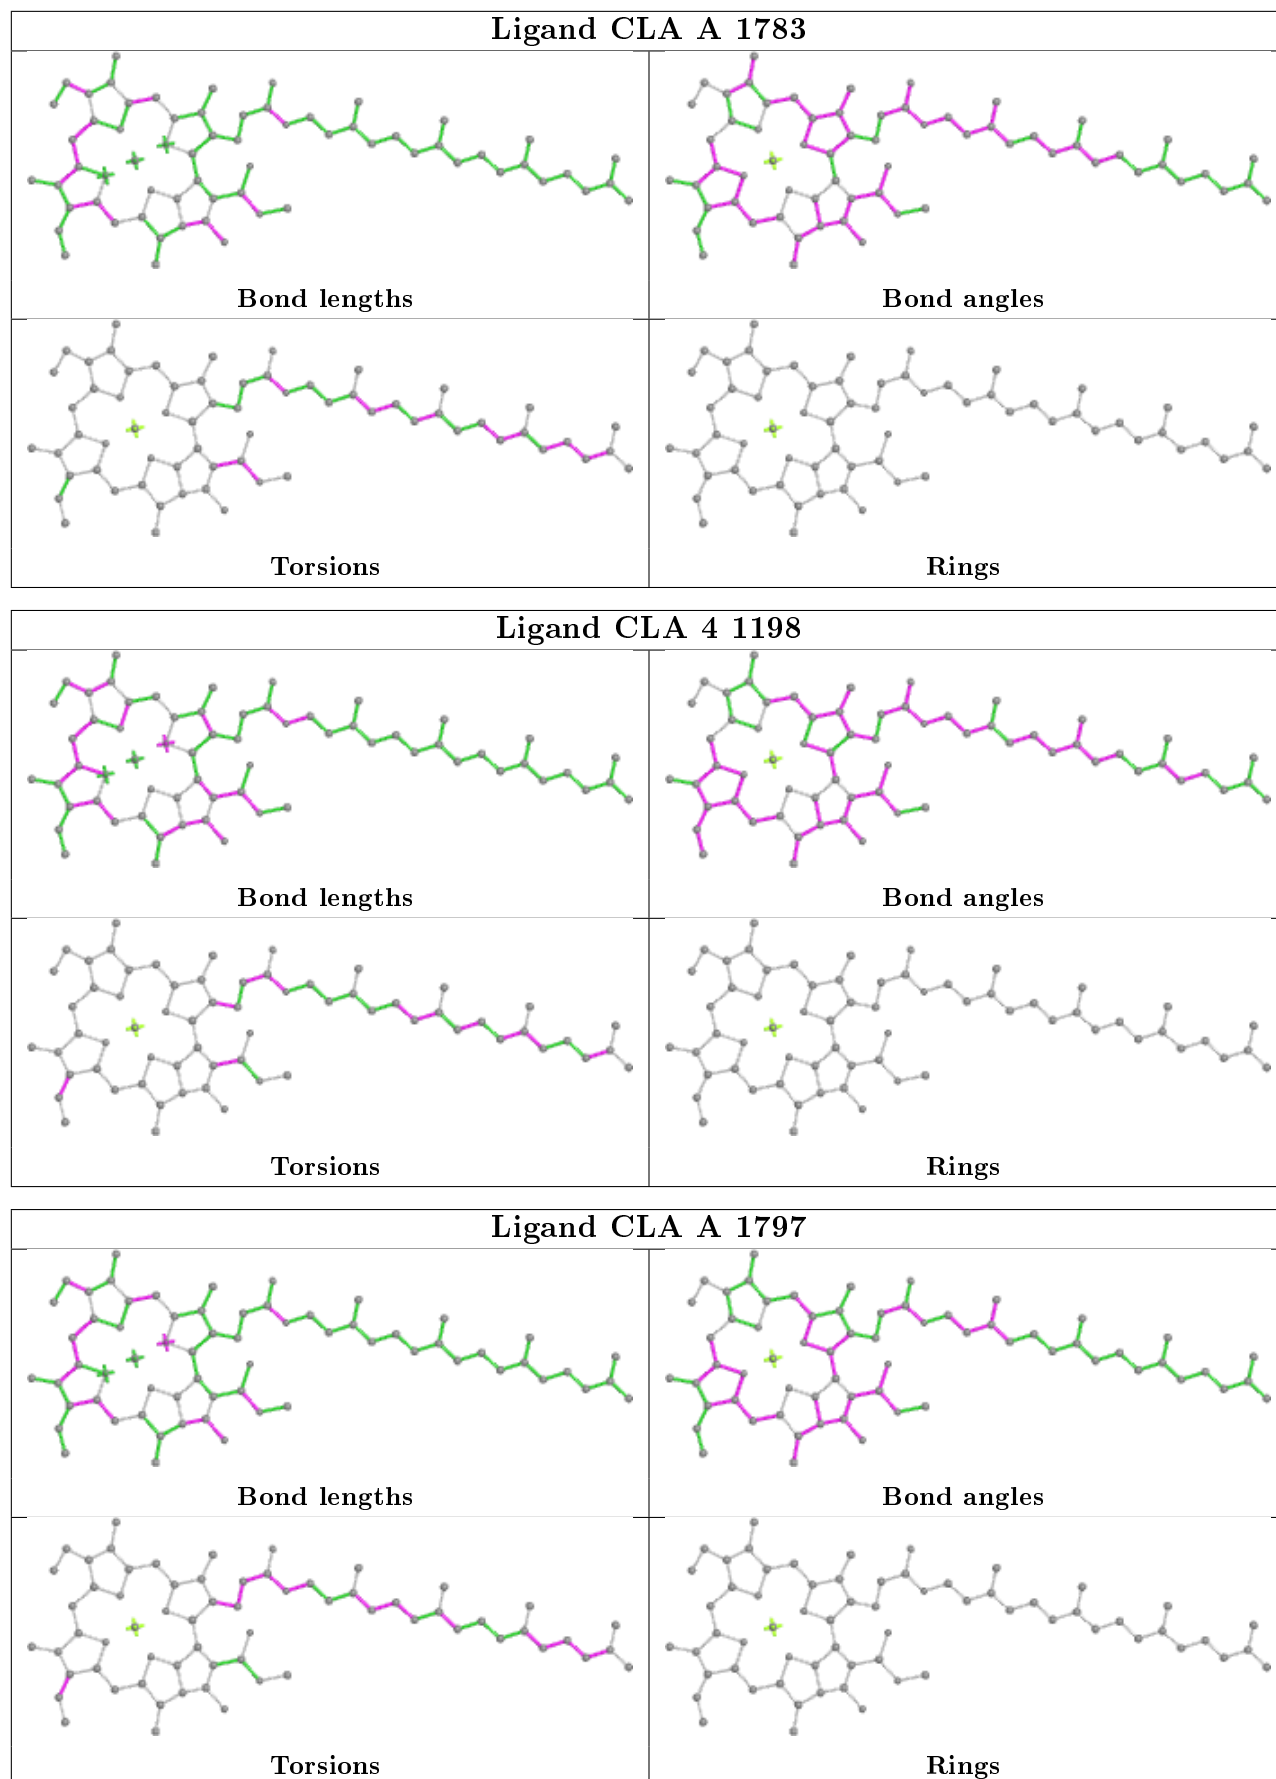 Ligand CLA A 1783
Bond lengths
Bond angles
Torsions
Rings
Ligand CLA 4 1198
Bond lengths
Bond angles
Torsions
Rings
Ligand CLA A 1797
Bond lengths
Bond angles
Torsions
Rings